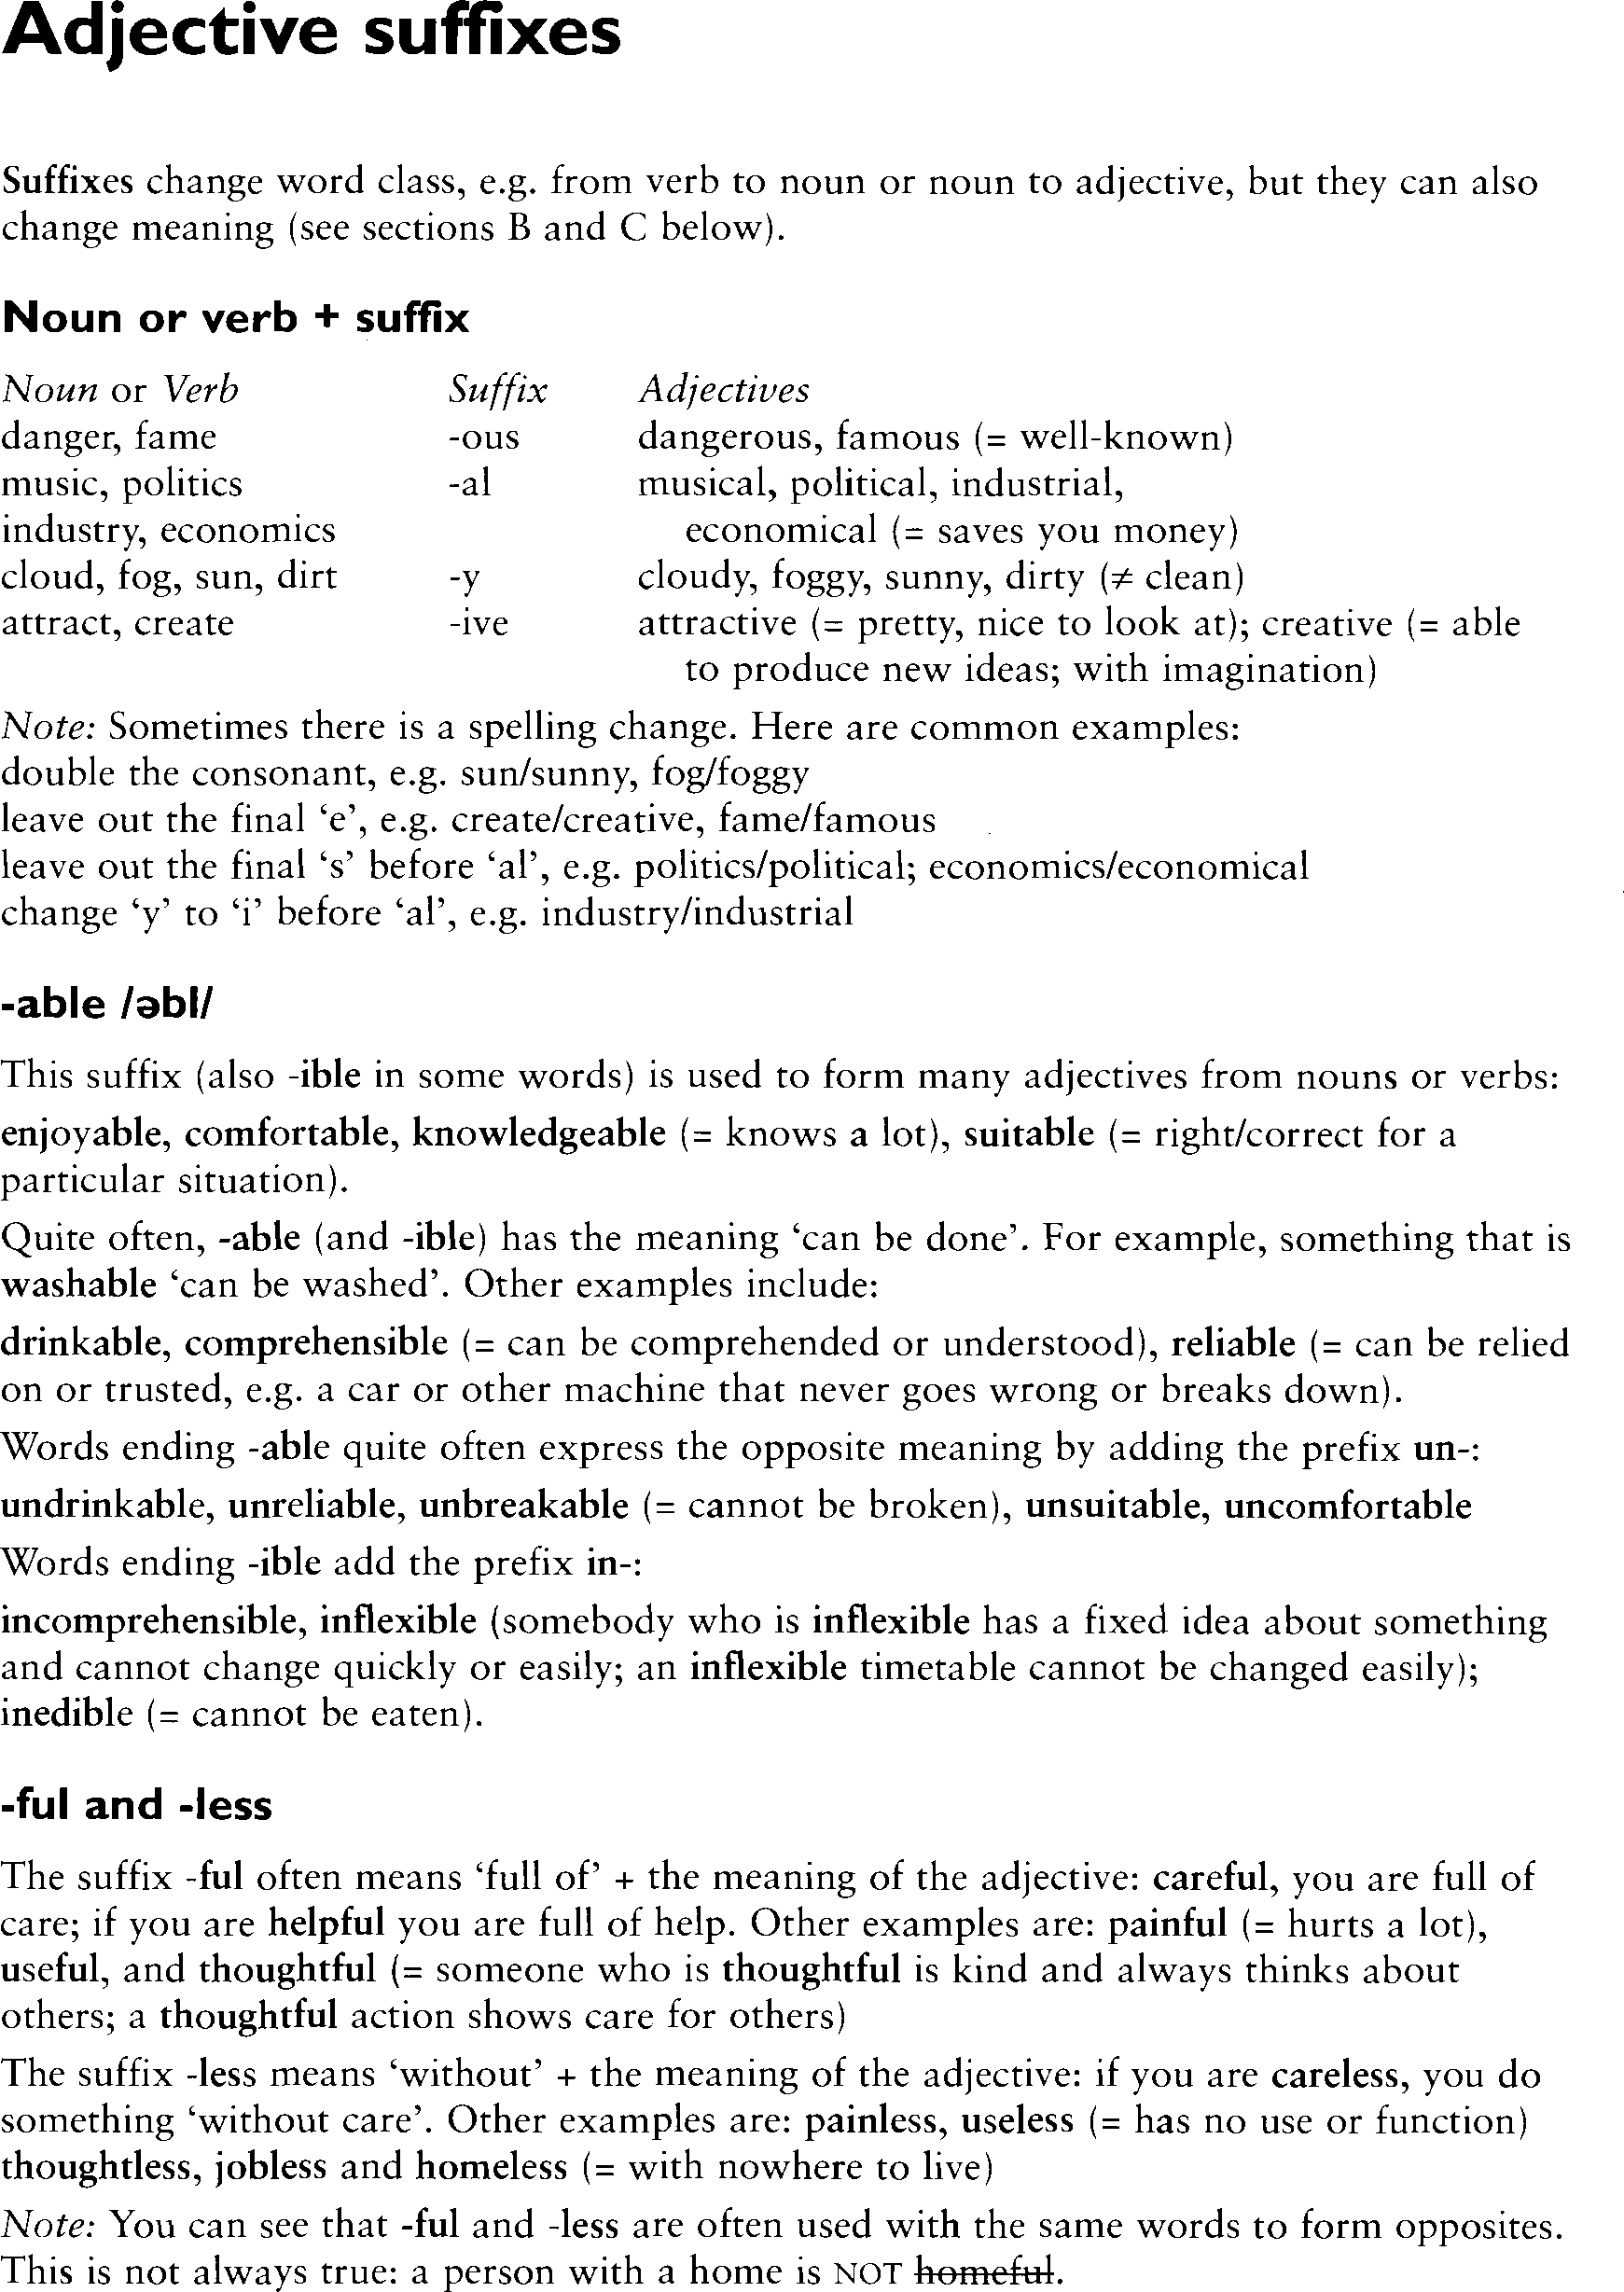 Adjective suffixes
Suffixes change word class, e.g. from verb to noun or noun to adjective, but they can also
change meaning (see sections B and C below).
Noun or verb + suffix
Noun or Verb Suffix Adjectives
danger, fame -ous dangerous, famous (= well-known)
music, politics -al musical, political, industrial,
industry, economics economical (= saves you money)
cloud, fog, sun, dirt -y cloudy, foggy, sunny, dirty (≠ clean)
attract, create -ive attractive (= pretty, nice to look at); creative (= able
to produce new ideas; with imagination)
Note: Sometimes there is a spelling change. Here are common examples:
double the consonant, e.g. sun/sunny, fog/foggy
leave out the final ‘e’, e.g. create/creative, fame/famous
leave out the final ‘s’ before ‘al’, e.g. politics/political; economics/economical
change ‘y’ to ‘i’ before ‘al’, e.g. industry/industrial
-able /əbl/
This suffix (also -ible in some words) is used to form many adjectives from nouns or verbs:
enjoyable, comfortable, knowledgeable (= knows a lot), suitable (= right/correct for a
particular situation).
Quite often, -able (and -ible) has the meaning ‘can be done’. For example, something that is
washable ‘can be washed’. Other examples include:
drinkable, comprehensible (= can be comprehended or understood), reliable (= can be relied
on or trusted, e.g. a car or other machine that never goes wrong or breaks down).
Words ending -able quite often express the opposite meaning by adding the prefix un-:
undrinkable, unreliable, unbreakable (= cannot be broken), unsuitable, uncomfortable
Words ending -ible add the prefix in-:
incomprehensible, inflexible (somebody who is inflexible has a fixed idea about something
and cannot change quickly or easily; an inflexible timetable cannot be changed easily);
inedible (= cannot be eaten).
-ful and -less
The suffix -ful often means ‘full of’ + the meaning of the adjective: careful, you are full of
care; if you are helpful you are full of help. Other examples are: painful (= hurts a lot),
useful, and thoughtful (= someone who is thoughtful is kind and always thinks about
others; a thoughtful action shows care for others)
The suffix -less means ‘without’ + the meaning of the adjective: if you are careless, you do
something ‘without care’. Other examples are: painless, useless (= has no use or function)
thoughtless, jobless and homeless (= with nowhere to live)
Note: You can see that -ful and -less are often used with the same words to form opposites.
This is not always true: a person with a home is NOT homeful.